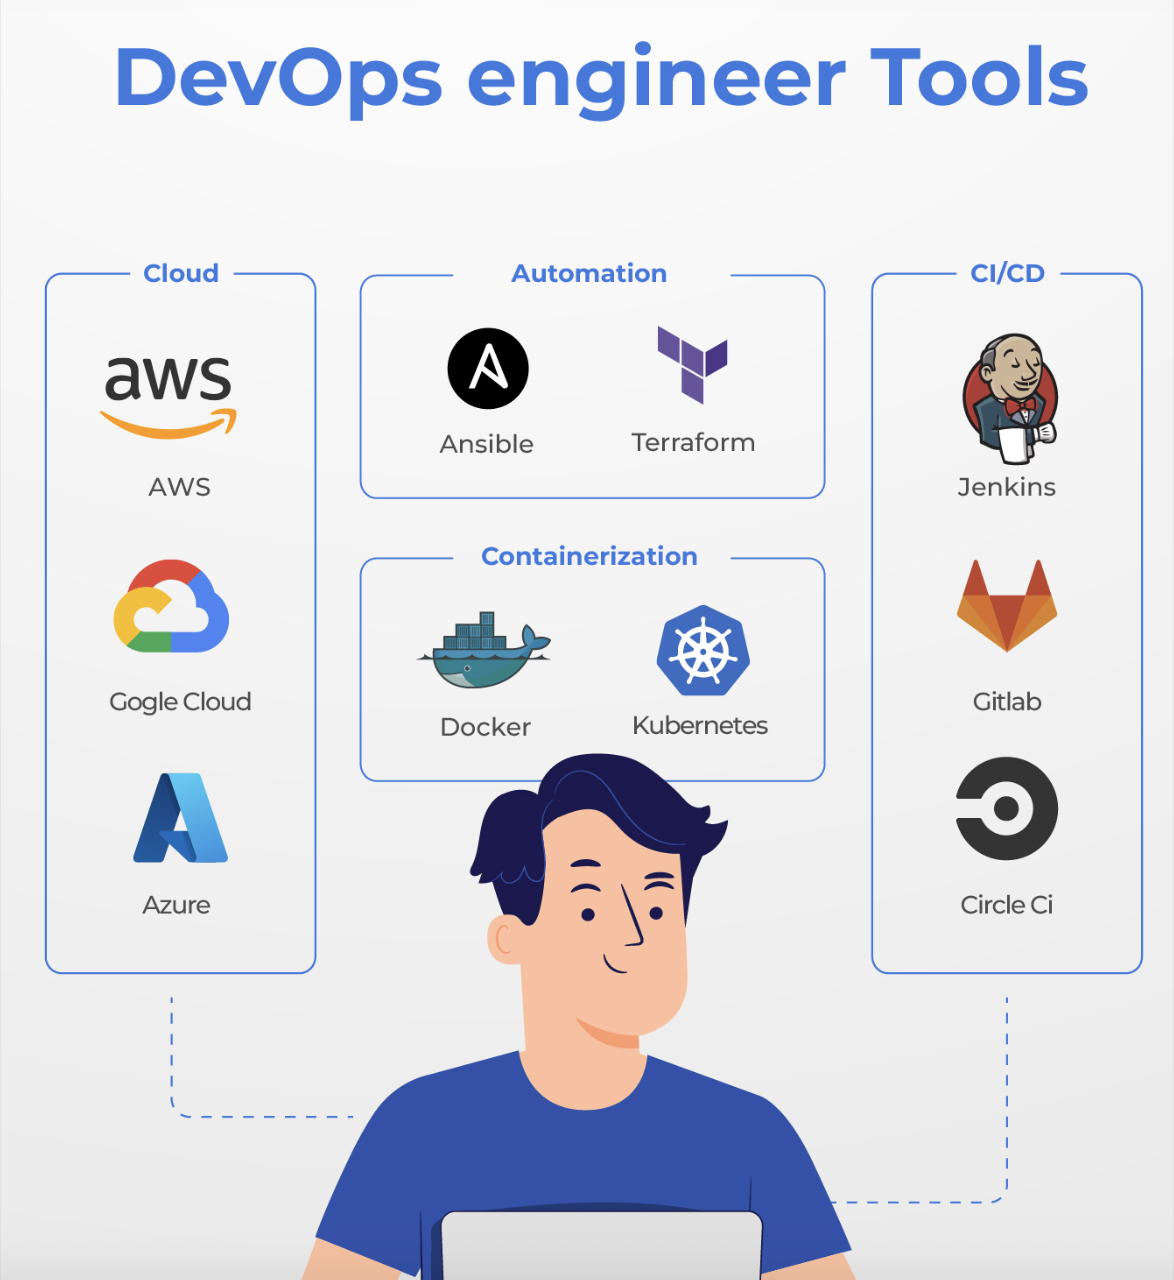 DevOps engineer Tools
Cloud
aws
AWS
Gogle Cloud
Azure
Automation
Ansible
Terraform
Containerization
Docker
Kubernetes
CI/CD
Jenkins
Gitlab
Circle Ci